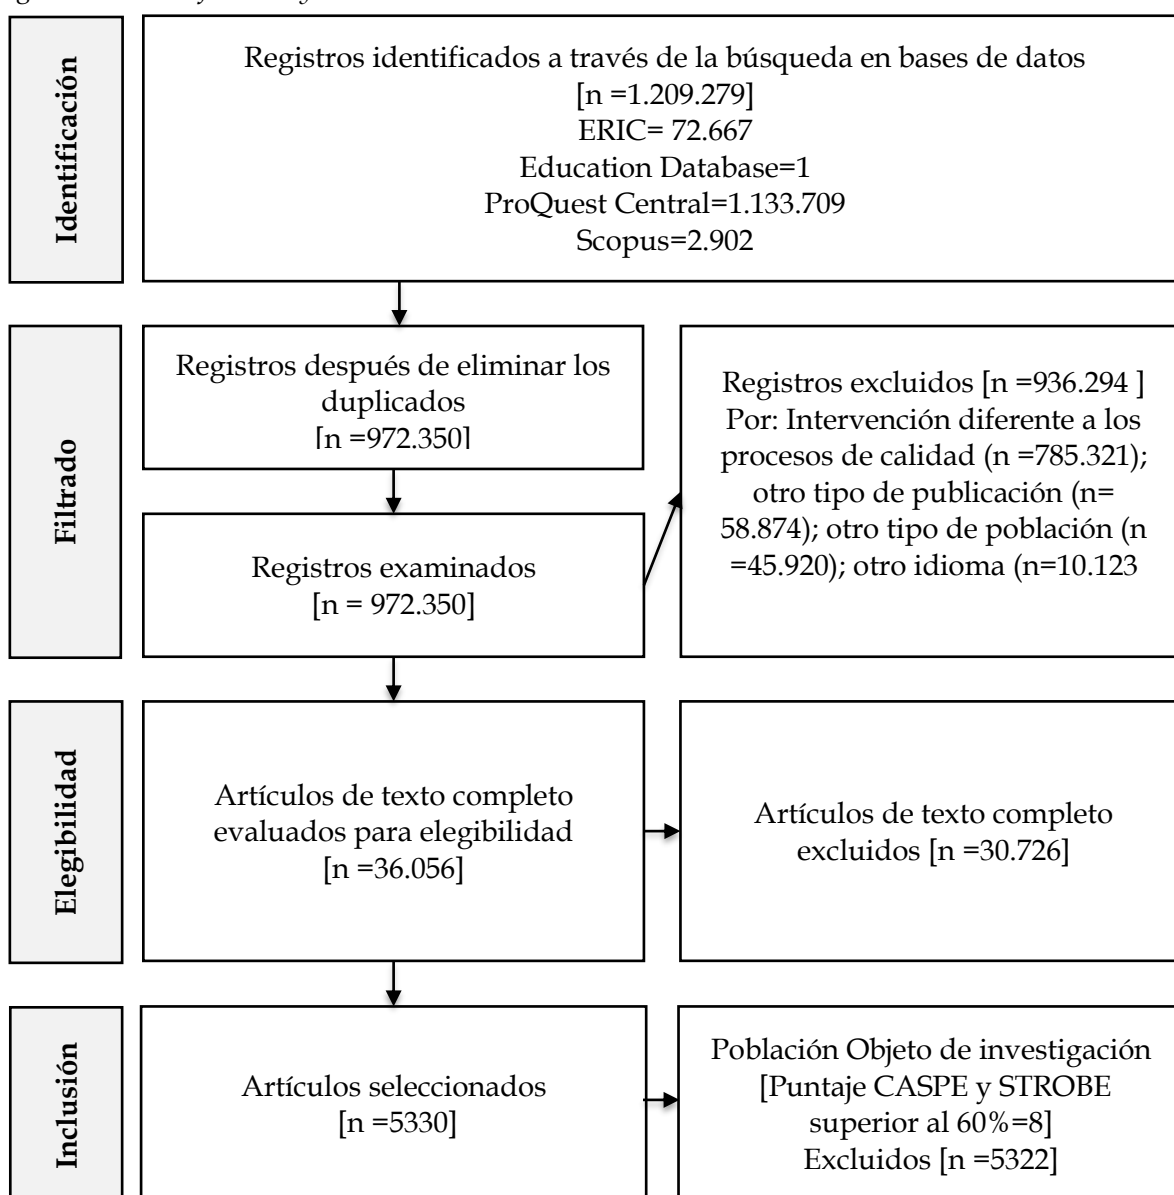 Identificación
Registros identificados a través de la búsqueda en bases de datos
[n =1.209.279]
ERIC= 72.667
Education Database=1
ProQuest Central=1.133.709
Scopus=2.902
Filtrado
Registros después de eliminar los
duplicados
[n =972.350]
Registros examinados
[n = 972.350]
Registros excluidos [n =936.294 ]
Por: Intervención diferente a los
procesos de calidad (n =785.321);
otro tipo de publicación (n=
58.874); otro tipo de población (n
=45.920); otro idioma (n=10.123
Elegibilidad
Artículos de texto completo
evaluados para elegibilidad
[n =36.056]
Artículos de texto completo
excluidos [n =30.726]
Inclusión
Artículos seleccionados
[n =5330]
Población Objeto de investigación
[Puntaje CASPE y STROBE
superior al 60%=8]
Excluidos [n =5322]